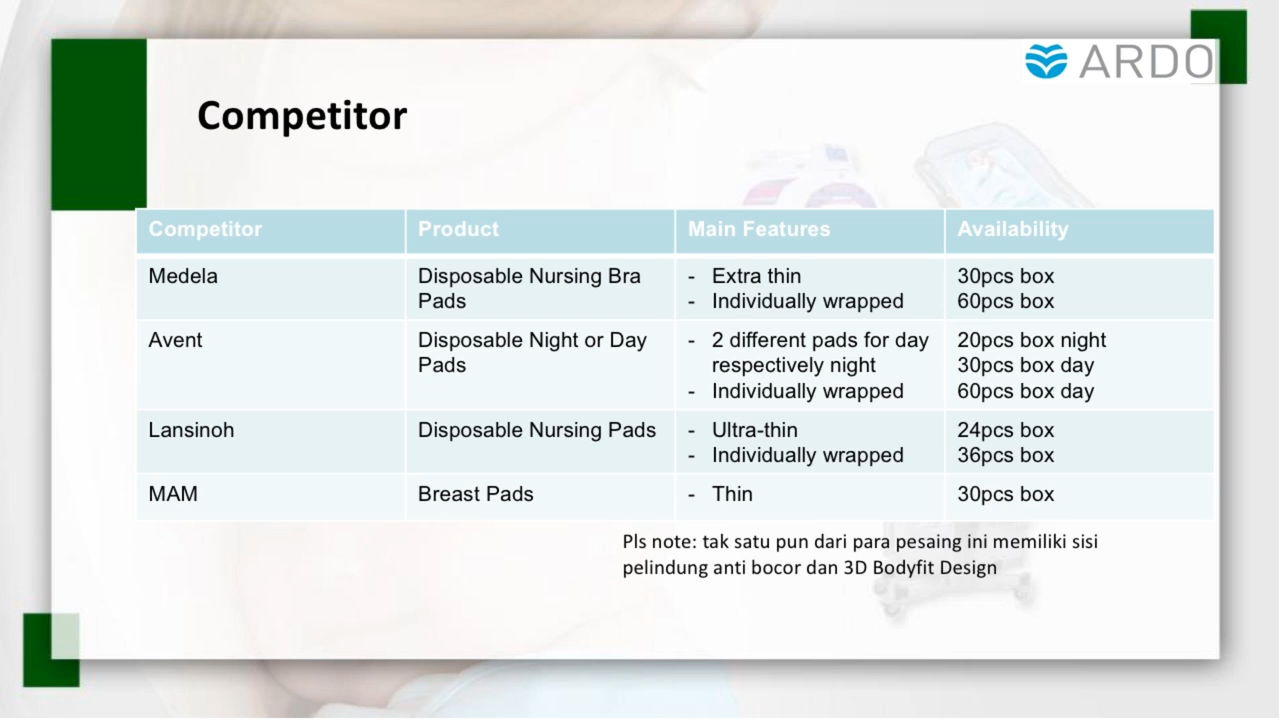 ARDO
Competitor
Competitor Product Main Features Availability
Medela Disposable Nursing Bra - Extra thin 30pcs box
Pads - Individually wrapped 60pcs box
Avent Disposable Night or Day - 2 different pads for day 20pcs box night
Pads respectively night 30pcs box day
- Individually wrapped 60pcs box day
Lansinoh Disposable Nursing Pads - Ultra-thin 24pcs box
- Individually wrapped 36pcs box
MAM Breast Pads - Thin 30pcs box
Pls note: tak satu pun dari para pesaing ini memiliki sisi
pelindung anti bocor dan 3D Bodyfit Design